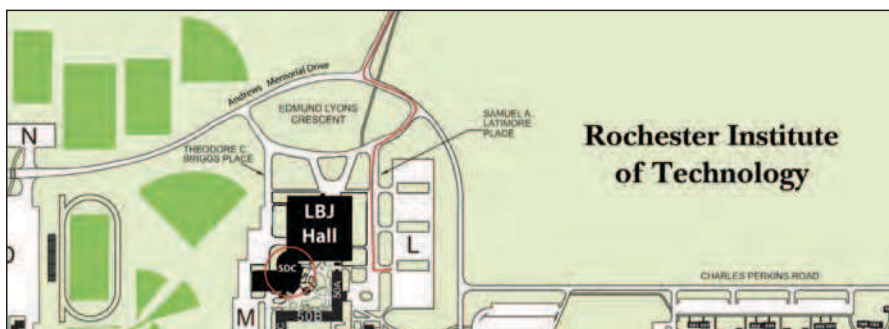 Andrews Memorial Drive
EDMUND LYONS
CRESCENT
SAMUEL A.
LATIMORE
PLACE
N
THEODORE C.
BRIGGS PLACE
Rochester Institute
of Technology
LBJ
Hall
L
SDC
50A
CHARLES PERKINS ROAD
M
50B